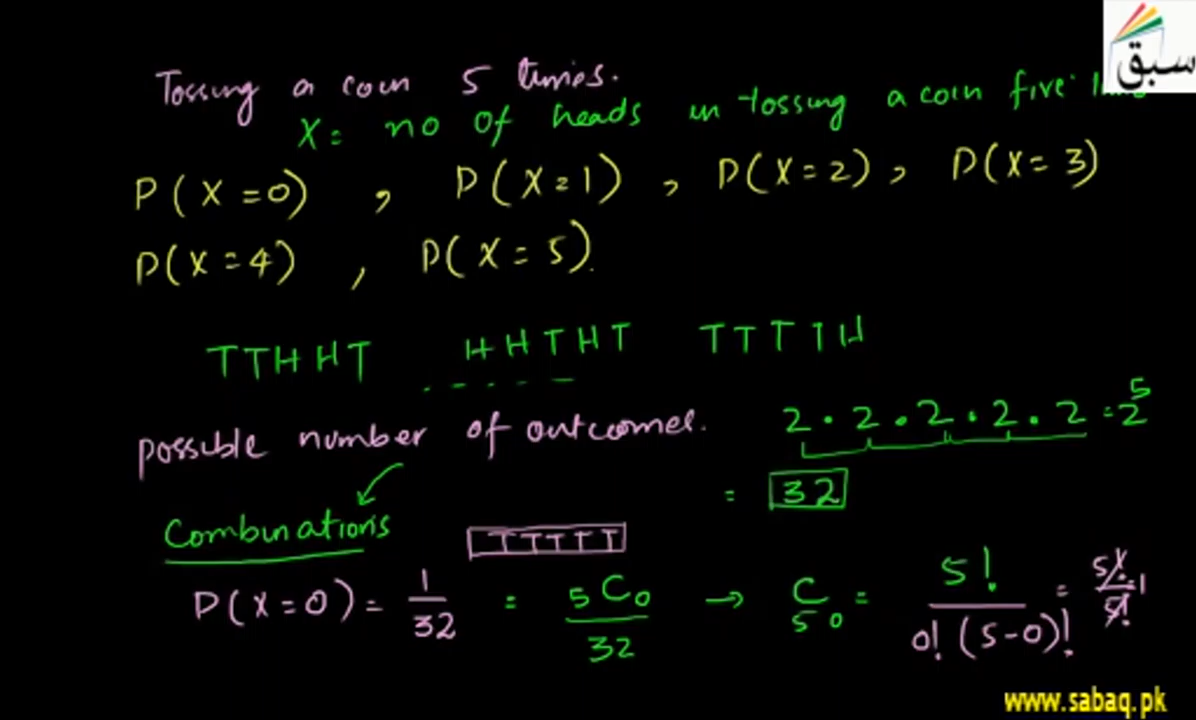 سبق
Tossing a coin 5 times.
X = no of heads in tossing a coin five
P(X=0) , P(X=1) , P(X=2) , P(X=3)
P(X=4) , P(X=5).
TTHHT HHTHT TTTTH
possible number of outcomes. 2 . 2 . 2 . 2 . 2 = 2^5
= 32
Combinations TTTTT
P(X=0) = 1/32 = 5C0/32 → 5C0 = 5!/0!(5-0)! = 5!/5! = 1
www.sabaq.pk